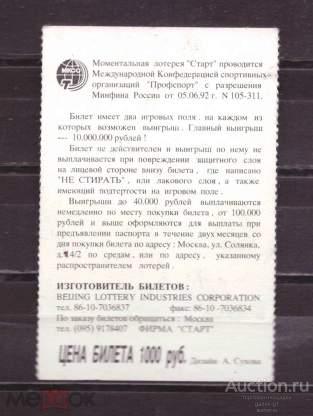 МКСО
Моментальная лотерея "Старт" проводится
Международной Конфедерацией спортивных
организаций "Профспорт" с разрешения
Минфина России от 05.06.92 г. N 105-311.
Билет имеет два игровых поля . на каждом из
которых возможен выигрыш . Главный выигрыш
--- 10.000.000 рублей !
Билет не действителен и выигрыш по нему не
выплачивается при повреждении защитного слоя
на лицевой стороне внизу билета , где написано
"НЕ СТИРАТЬ" , или лакового слоя, а также
имеющий подтертости на игровом поле .
Выигрыши до 40.000 рублей выплачиваются
немедленно по месту покупки билета , от 100.000
рублей и выше оформляются для выплаты при
предъявлении паспорта в течение двух месяцев со
дня покупки билета по адресу : Москва, ул. Солянка,
д.14/2 по средам, или по адресу, указанному
распространителем лотерей .
ИЗГОТОВИТЕЛЬ БИЛЕТОВ :
BEIJING LOTTERY INDUSTRIES CORPORATION
тел. 86-10-7036837 факс: 86-10 -7036834
По заказу билетов обращаться : Москва
тел. (095) 9178407 ФИРМА "СТАРТ"
ЦЕНА БИЛЕТА 1000 руб.
Дизайн А. Сухова
МЕШОК
Pelkne.ru